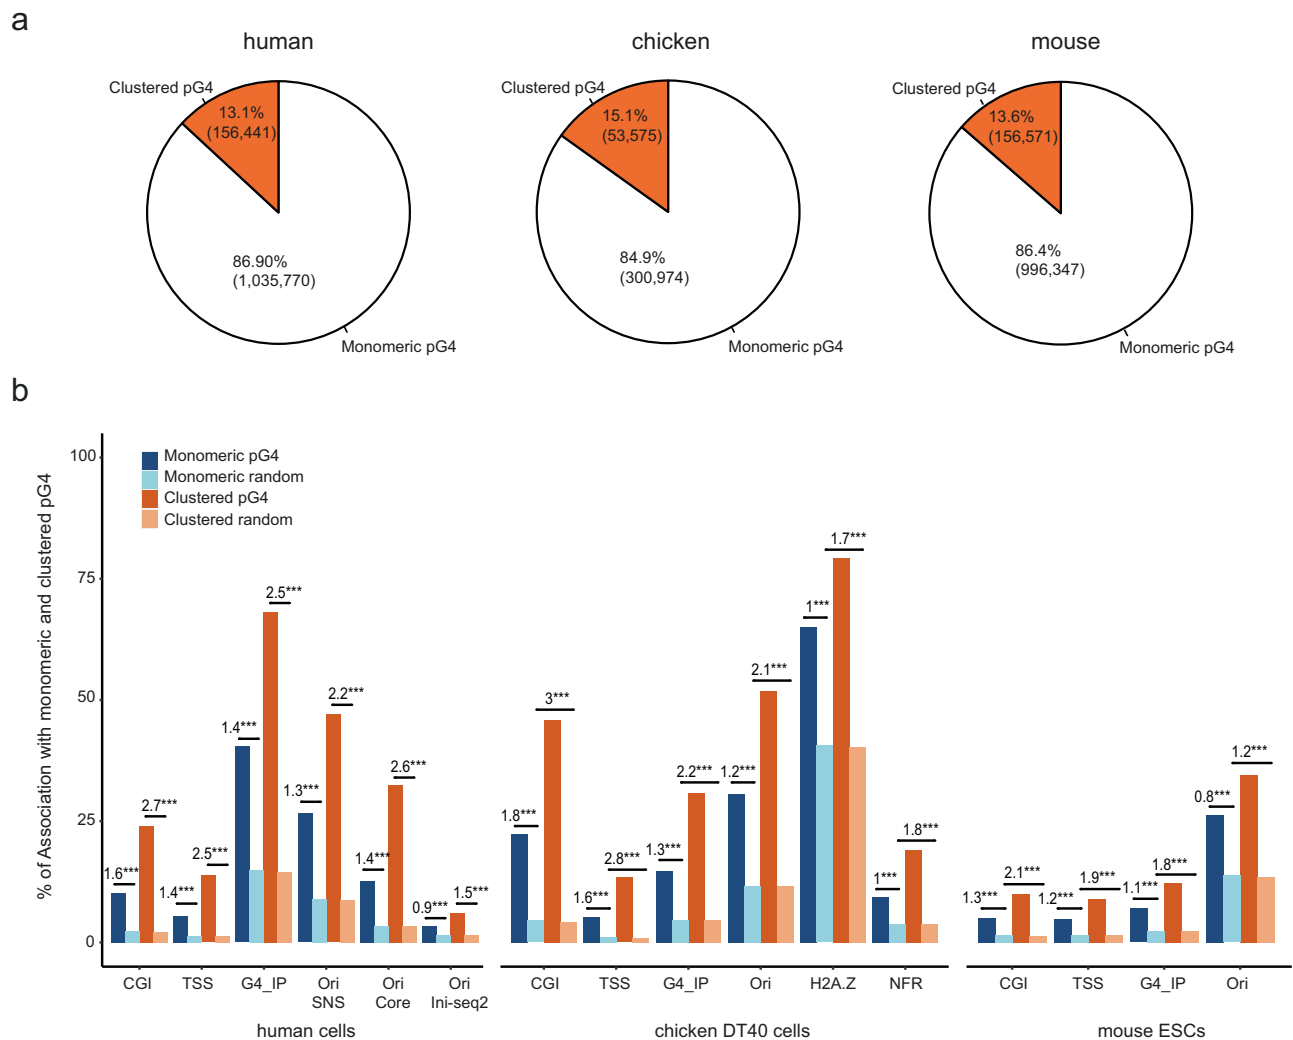 a
human
chicken
mouse
Clustered pG4
13.1%
(156,441)
86.90%
(1,035,770)
Monomeric pG4
Clustered pG4
15.1%
(53,575)
84.9%
(300,974)
Monomeric pG4
Clustered pG4
13.6%
(156,571)
86.4%
(996,347)
Monomeric pG4
b
% of Association with monomeric and clustered pG4
100
75
50
25
0
Monomeric pG4
Monomeric random
Clustered pG4
Clustered random
1.6***
2.7***
1.4***
2.5***
1.4***
2.5***
1.3***
2.2***
1.4***
2.6***
0.9***
1.5***
1.8***
3***
1.6***
2.8***
1.3***
2.2***
1.2***
2.1***
1***
1.7***
1***
1.8***
1.3***
2.1***
1.2***
1.9***
1.1***
1.8***
0.8***
1.2***
CGI
TSS
G4_IP
Ori
SNS
Ori
Core
Ori
Ini-seq2
human cells
CGI
TSS
G4_IP
Ori
H2A.Z
NFR
chicken DT40 cells
CGI
TSS
G4_IP
Ori
mouse ESCs